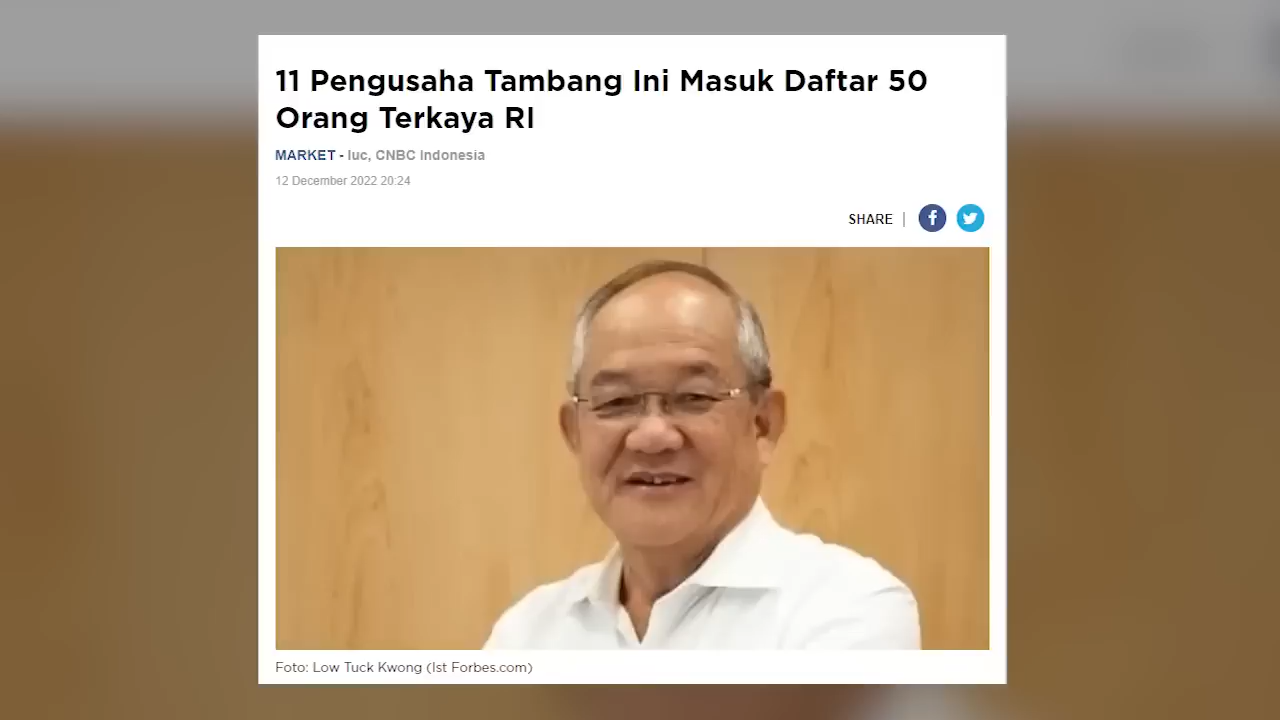 11 Pengusaha Tambang Ini Masuk Daftar 50
Orang Terkaya RI
MARKET - luc, CNBC Indonesia
12 December 2022 20:24
SHARE |
Foto: Low Tuck Kwong (Ist Forbes.com)